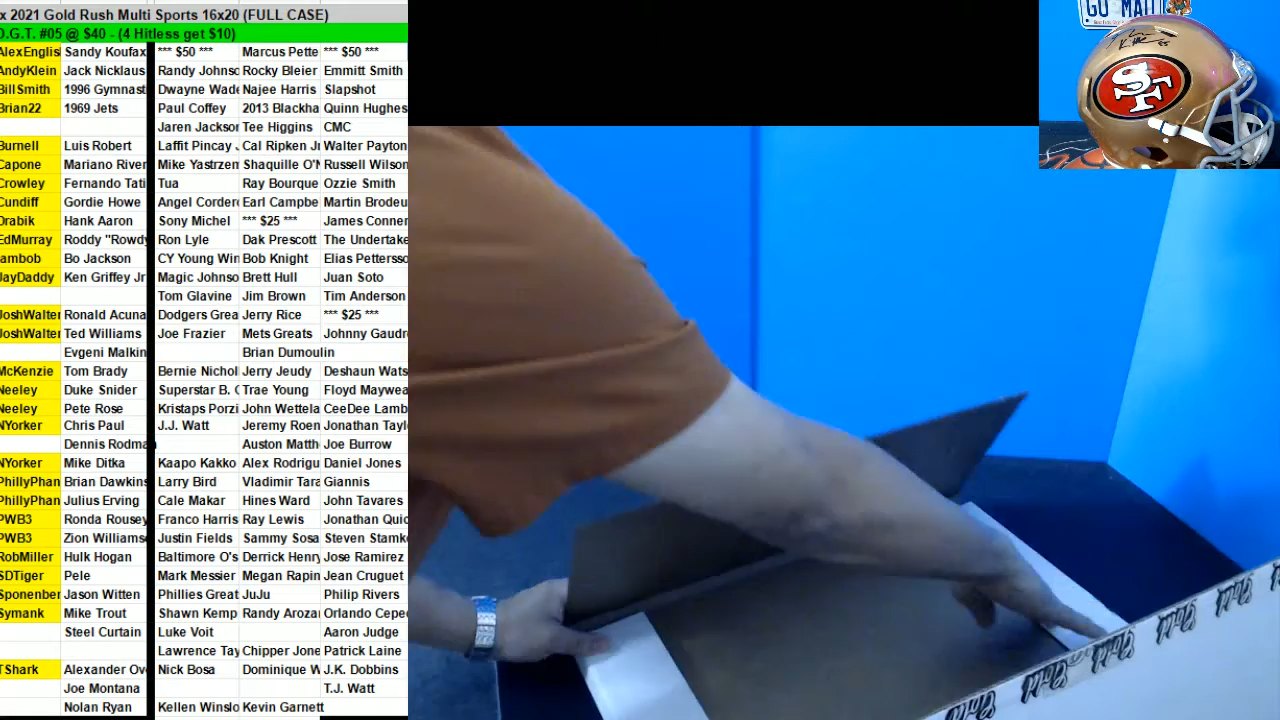 x 2021 Gold Rush Multi Sports 16x20 (FULL CASE)
O.G.T. #05 @ $40 - (4 Hitless get $10)
AlexEnglis Sandy Koufax *** $50 *** Marcus Pette *** $50 ***
AndyKlein Jack Nicklaus Randy Johnso Rocky Bleier Emmitt Smith
BillSmith 1996 Gymnast Dwayne Wade Najee Harris Slapshot
Brian22 1969 Jets Paul Coffey 2013 Blackha Quinn Hughes
Jaren Jackson Tee Higgins CMC
Burnell Luis Robert Laffit Pincay J Cal Ripken Jr Walter Payton
Capone Mariano River Mike Yastrzem Shaquille O'N Russell Wilson
Crowley Fernando Tati Tua Ray Bourque Ozzie Smith
Cundiff Gordie Howe Angel Cordero Earl Campbe Martin Brodeu
Drabik Hank Aaron Sony Michel *** $25 *** James Conner
EdMurray Roddy "Rowdy Ron Lyle Dak Prescott The Undertake
ambob Bo Jackson CY Young Win Bob Knight Elias Pettersso
JayDaddy Ken Griffey Jr Magic Johnso Brett Hull Juan Soto
Tom Glavine Jim Brown Tim Anderson
JoshWalter Ronald Acuna Dodgers Grea Jerry Rice *** $25 ***
JoshWalter Ted Williams Joe Frazier Mets Greats Johnny Gaudr
Evgeni Malkin Brian Dumoulin
McKenzie Tom Brady Bernie Nichol Jerry Jeudy Deshaun Wats
Neeley Duke Snider Superstar B. G Trae Young Floyd Maywea
Neeley Pete Rose Kristaps Porzi John Wettela CeeDee Lamb
NYorker Chris Paul J.J. Watt Jeremy Roen Jonathan Tayl
Dennis Rodman Auston Matth Joe Burrow
NYorker Mike Ditka Kaapo Kakko Alex Rodrigu Daniel Jones
PhillyPhan Brian Dawkins Larry Bird Vladimir Tara Giannis
PhillyPhan Julius Erving Cale Makar Hines Ward John Tavares
PWB3 Ronda Rousey Franco Harris Ray Lewis Jonathan Quic
PWB3 Zion Williams Justin Fields Sammy Sosa Steven Stamk
RobMiller Hulk Hogan Baltimore O's Derrick Henry Jose Ramirez
SDTiger Pele Mark Messier Megan Rapin Jean Cruguet
Sponenber Jason Witten Phillies Great JuJu Philip Rivers
Symank Mike Trout Shawn Kemp Randy Arozar Orlando Cepe
Steel Curtain Luke Voit Aaron Judge
Lawrence Tay Chipper Jone Patrick Laine
TShark Alexander Ov Nick Bosa Dominique W J.K. Dobbins
Joe Montana T.J. Watt
Nolan Ryan Kellen Winslo Kevin Garnett
GO MIAMI
SF
Gold Gold Gold Gold Gold Gold